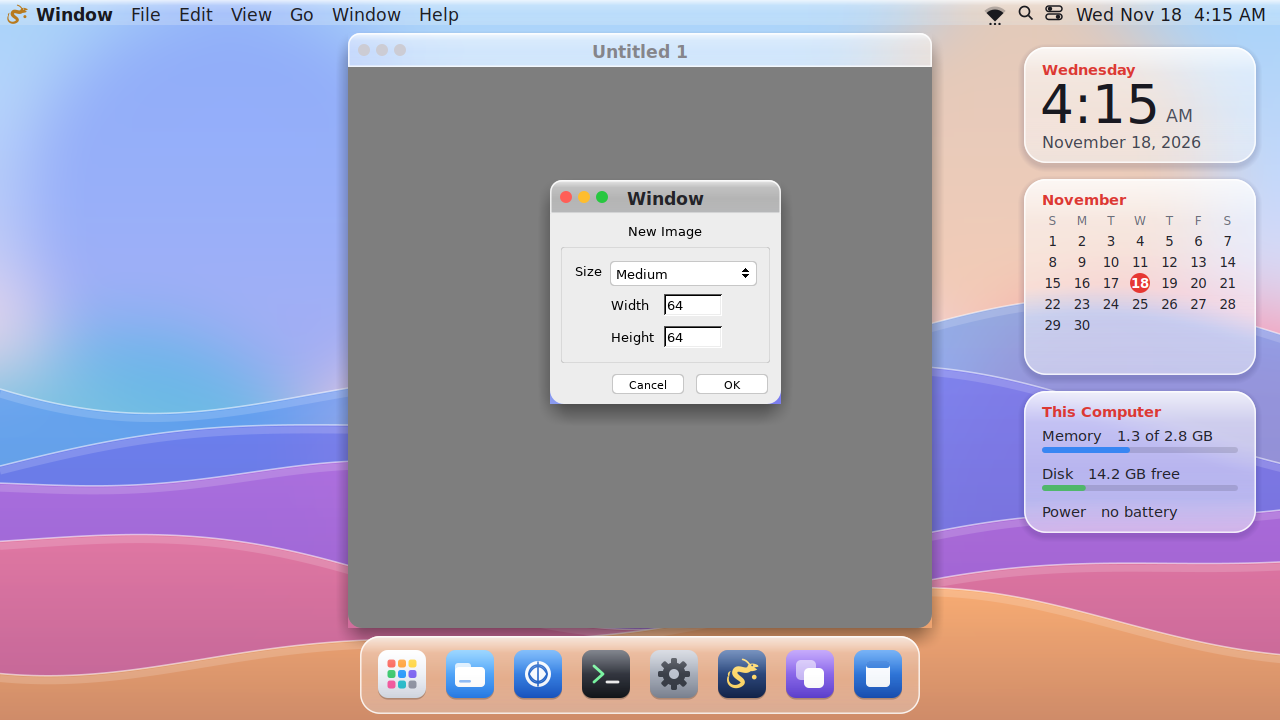 Window File Edit View Go Window Help Wed Nov 18 4:15 AM
Untitled 1
Window
New Image
Size Medium
Width 64
Height 64
Cancel OK
Wednesday
4:15 AM
November 18, 2026
November
S M T W T F S
1 2 3 4 5 6 7
8 9 10 11 12 13 14
15 16 17 18 19 20 21
22 23 24 25 26 27 28
29 30
This Computer
Memory 1.3 of 2.8 GB
Disk 14.2 GB free
Power no battery